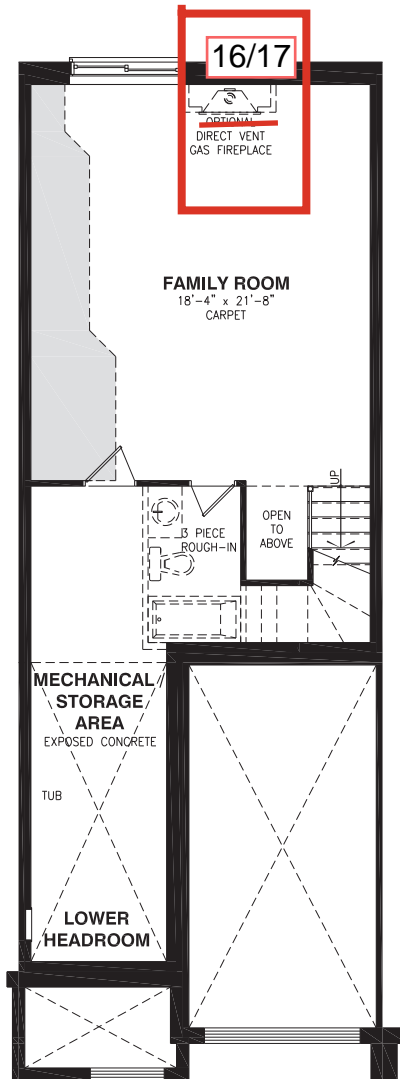 16/17
OPTIONAL
DIRECT VENT
GAS FIREPLACE
FAMILY ROOM
18'-4" x 21'-8"
CARPET
UP
OPEN
TO
ABOVE
3 PIECE
ROUGH-IN
MECHANICAL
STORAGE
AREA
EXPOSED CONCRETE
TUB
LOWER
HEADROOM